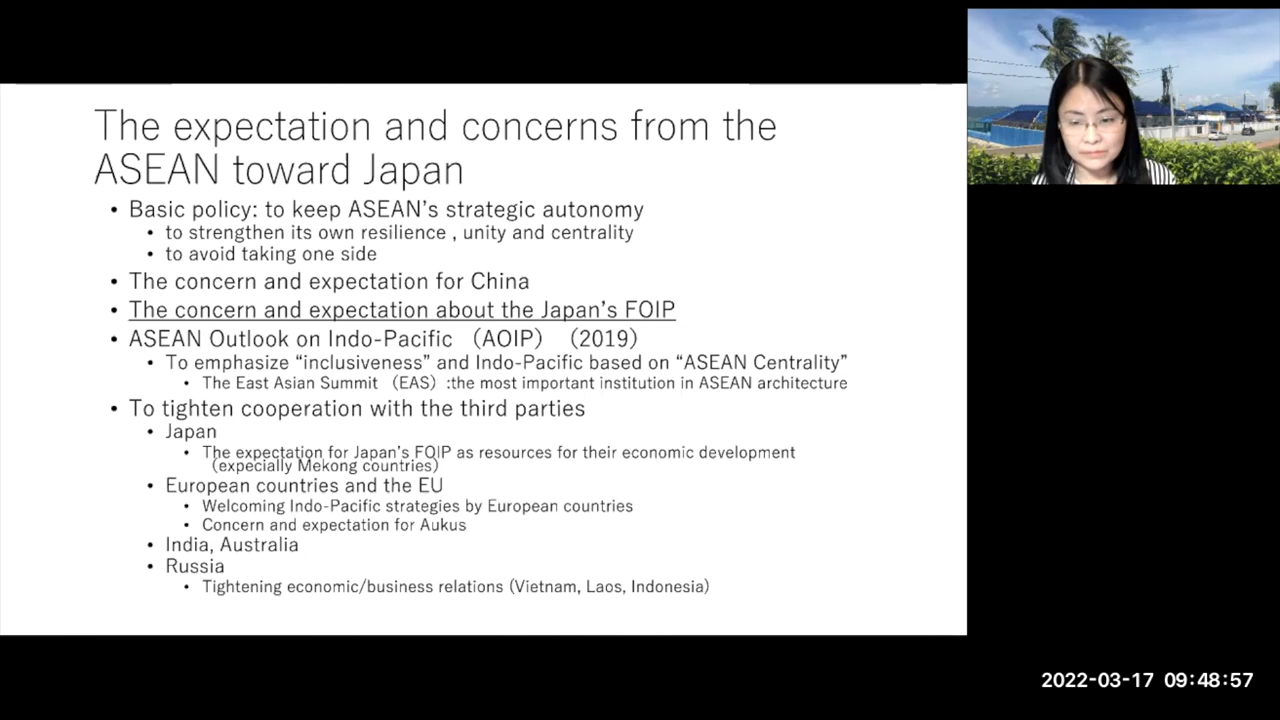 The expectation and concerns from the
ASEAN toward Japan
• Basic policy: to keep ASEAN's strategic autonomy
• to strengthen its own resilience , unity and centrality
• to avoid taking one side
• The concern and expectation for China
• The concern and expectation about the Japan's FOIP
• ASEAN Outlook on Indo-Pacific （AOIP） （2019）
• To emphasize “inclusiveness” and Indo-Pacific based on “ASEAN Centrality”
• The East Asian Summit （EAS）:the most important institution in ASEAN architecture
• To tighten cooperation with the third parties
• Japan
• The expectation for Japan's FOIP as resources for their economic development
（expecially Mekong countries）
• European countries and the EU
• Welcoming Indo-Pacific strategies by European countries
• Concern and expectation for Aukus
• India, Australia
• Russia
• Tightening economic/business relations (Vietnam, Laos, Indonesia)
2022-03-17 09:48:57